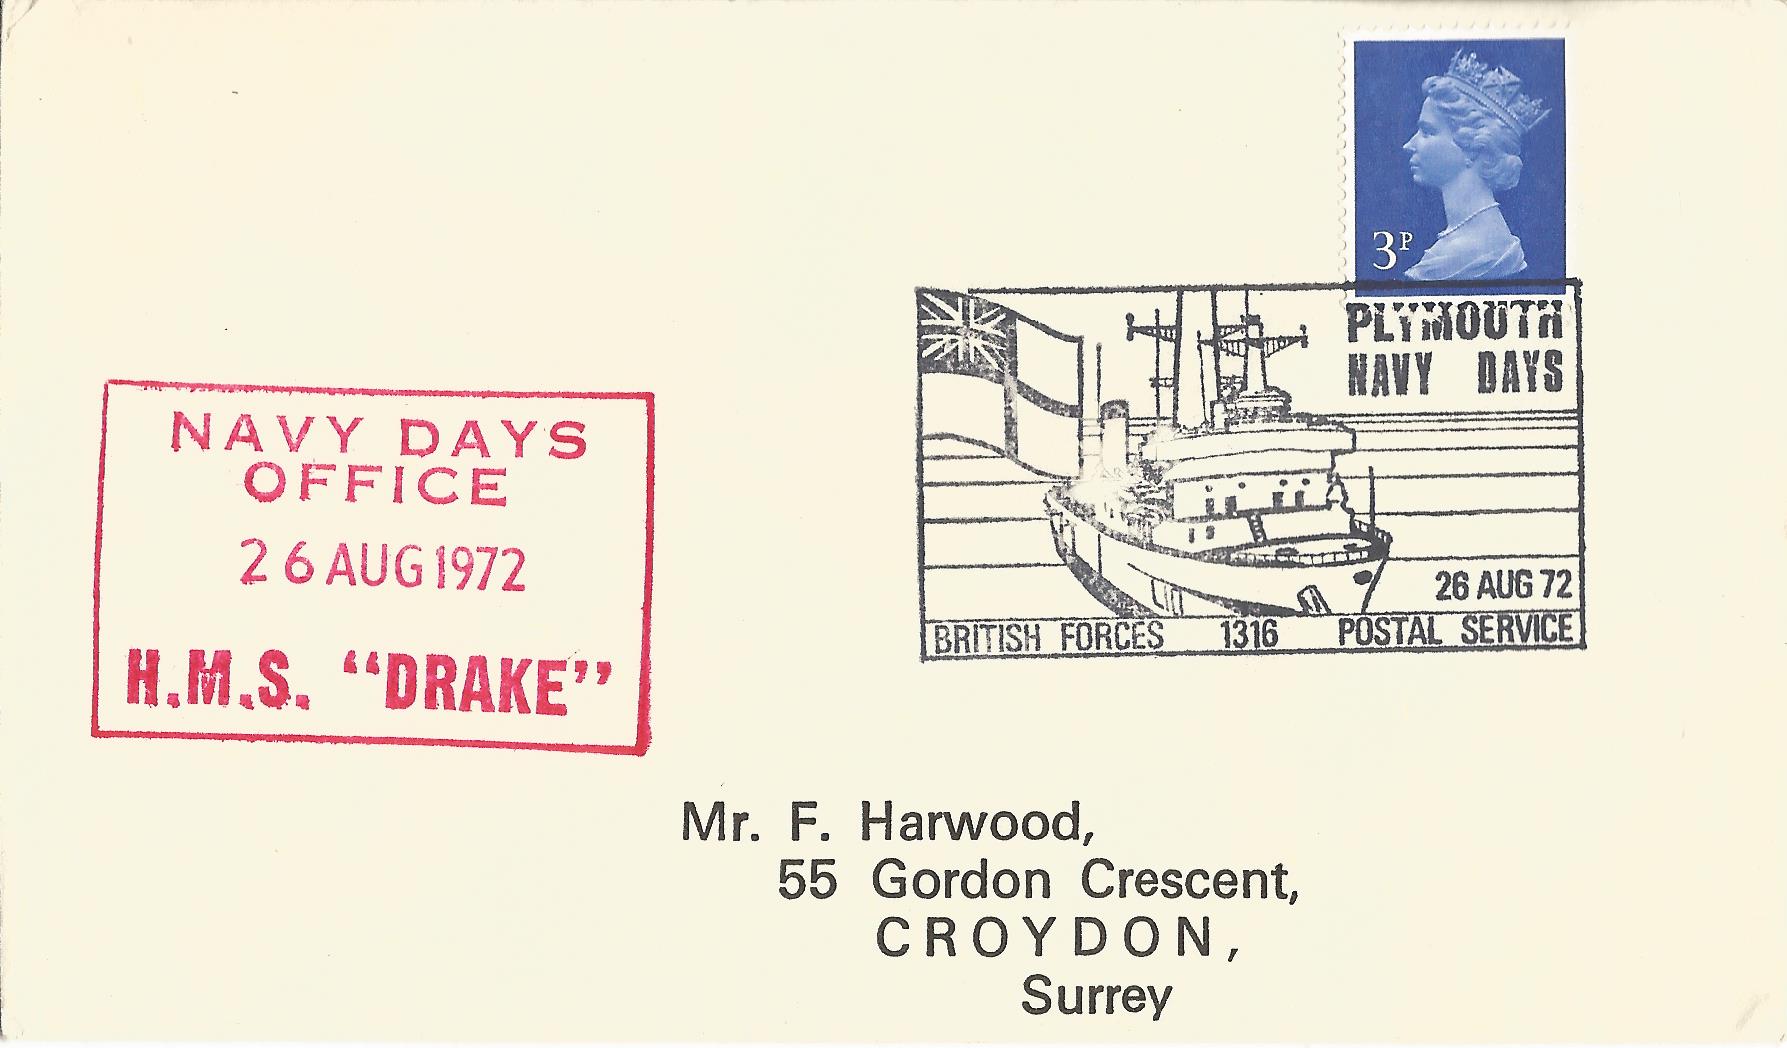 3P
PLYMOUTH
NAVY DAYS
26 AUG 72
BRITISH FORCES 1316 POSTAL SERVICE
NAVY DAYS
OFFICE
26 AUG 1972
H.M.S. “DRAKE”
Mr. F. Harwood,
55 Gordon Crescent,
CROYDON,
Surrey